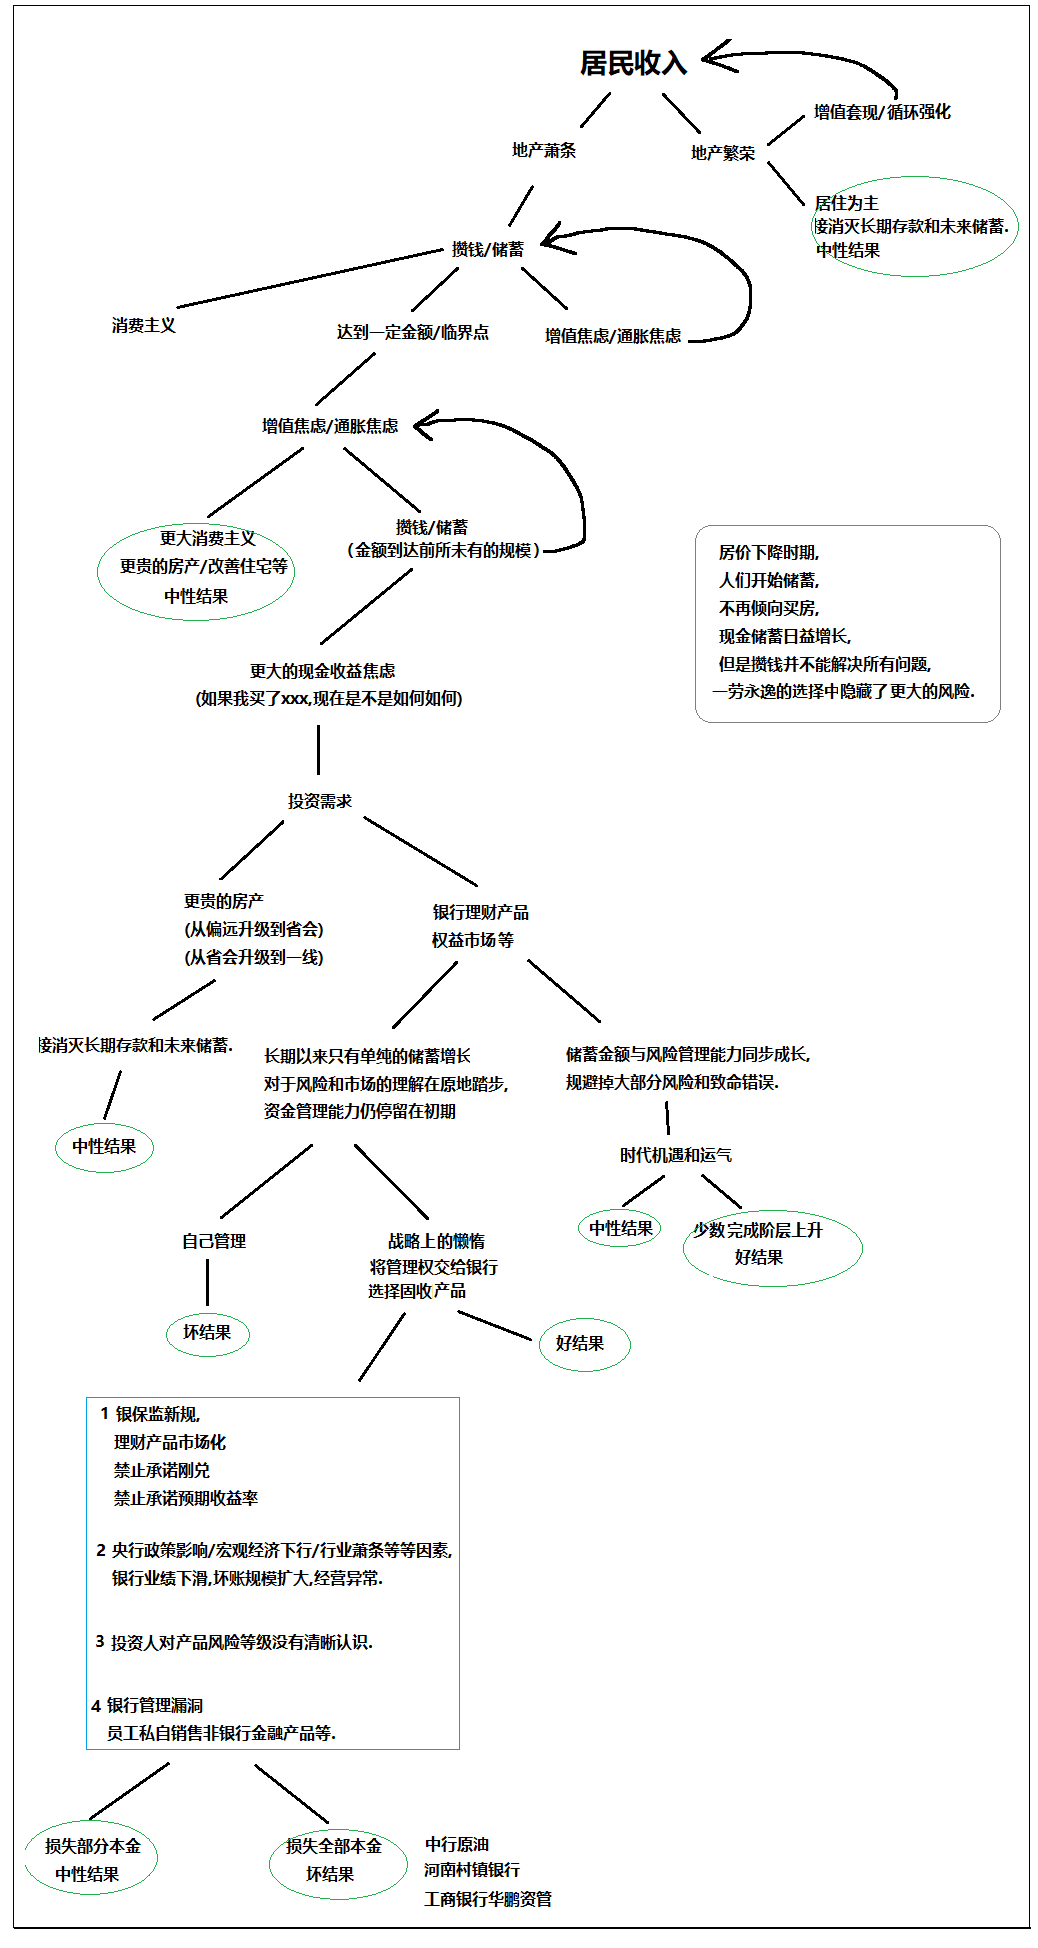 居民收入
增值套现/循环强化
地产萧条
地产繁荣
居住为主
接消灭长期存款和未来储蓄.
中性结果
攒钱/储蓄
消费主义
达到一定金额/临界点
增值焦虑/通胀焦虑
增值焦虑/通胀焦虑
更大消费主义
更贵的房产/改善住宅等
中性结果
攒钱/储蓄
(金额到达前所未有的规模)
房价下降时期,
人们开始储蓄,
不再倾向买房,
现金储蓄日益增长,
但是攒钱并不能解决所有问题,
一劳永逸的选择中隐藏了更大的风险.
更大的现金收益焦虑
(如果我买了xxx,现在是不是如何如何)
投资需求
更贵的房产
(从偏远升级到省会)
(从省会升级到一线)
银行理财产品
权益市场等
接消灭长期存款和未来储蓄.
中性结果
长期以来只有单纯的储蓄增长
对于风险和市场的理解在原地踏步,
资金管理能力仍停留在初期
储蓄金额与风险管理能力同步成长,
规避掉大部分风险和致命错误.
时代机遇和运气
中性结果
少数完成阶层上升
好结果
自己管理
坏结果
战略上的懒惰
将管理权交给银行
选择固收产品
好结果
1 银保监新规,
理财产品市场化
禁止承诺刚兑
禁止承诺预期收益率
2 央行政策影响/宏观经济下行/行业萧条等等因素,
银行业绩下滑,坏账规模扩大,经营异常.
3 投资人对产品风险等级没有清晰认识.
4 银行管理漏洞
员工私自销售非银行金融产品等.
损失部分本金
中性结果
损失全部本金
坏结果
中行原油
河南村镇银行
工商银行华鹏资管